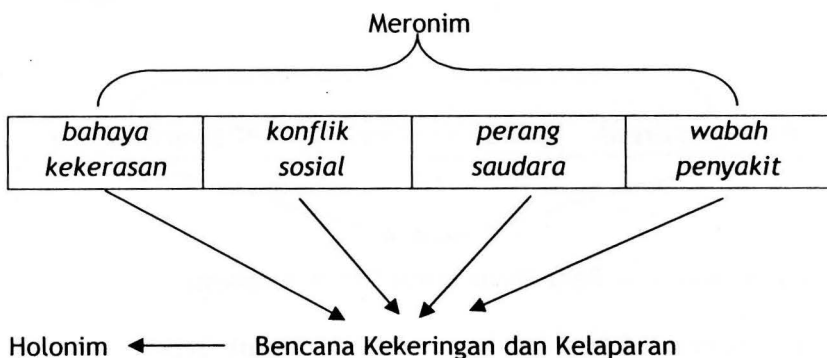 Meronim
bahaya konflik perang wabah
kekerasan sosial saudara penyakit
Holonim Bencana Kekeringan dan Kelaparan